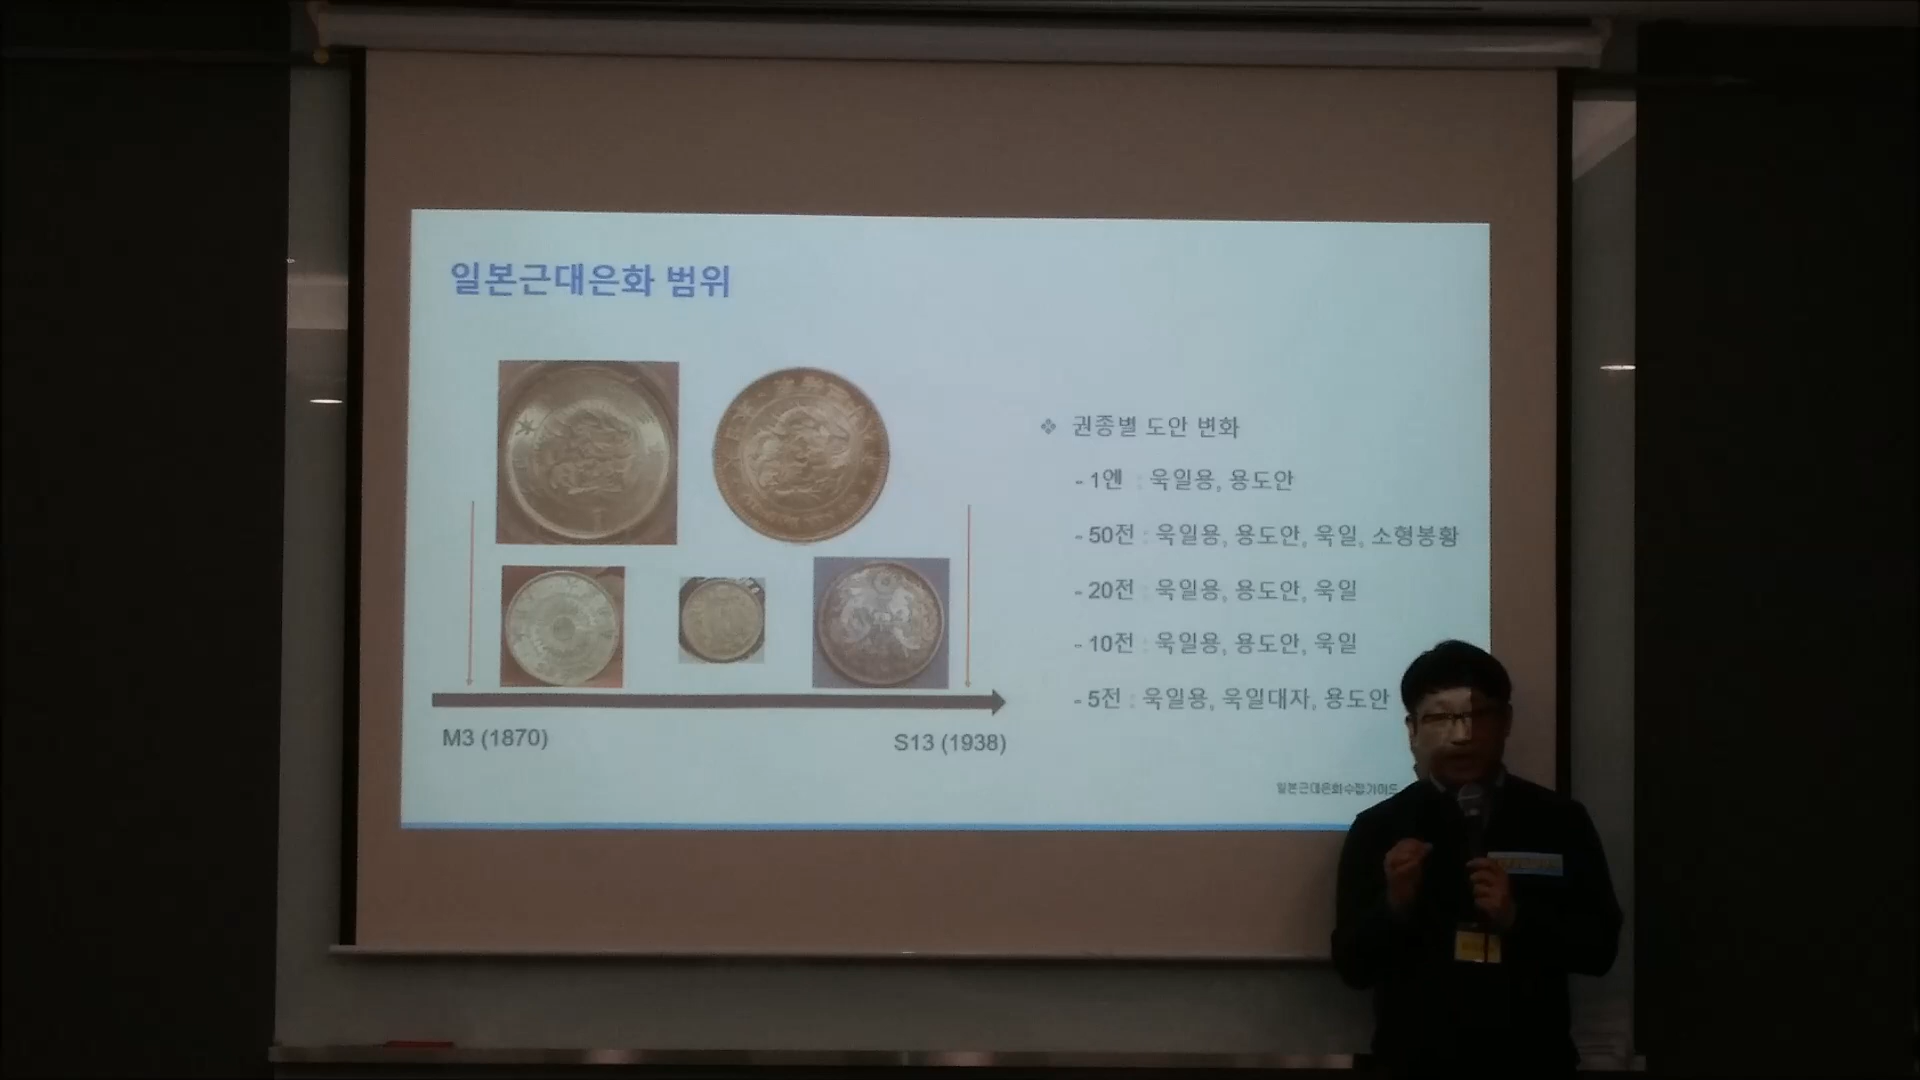 일본근대은화 범위
❖ 권종별 도안 변화
- 1엔 : 욱일용, 용도안
- 50전 : 욱일용, 용도안, 욱일, 소형봉황
- 20전 : 욱일용, 용도안, 욱일
- 10전 : 욱일용, 용도안, 욱일
- 5전 : 욱일용, 욱일대자, 용도안
M3 (1870)
S13 (1938)
일본근대은화수집가이드